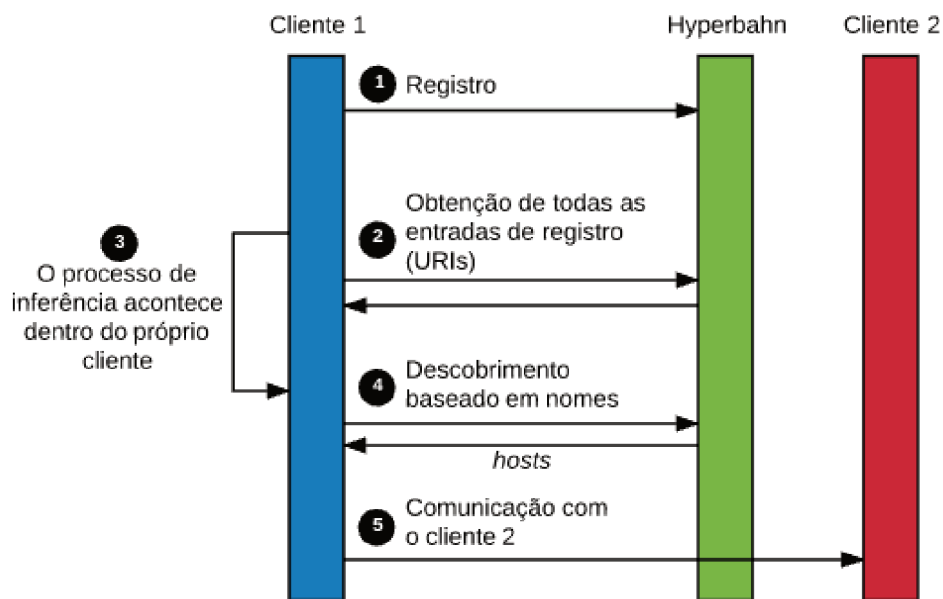 Cliente 1
Hyperbahn
Cliente 2
1
Registro
2
Obtenção de todas as
entradas de registro
(URIs)
3
O processo de
inferência acontece
dentro do próprio
cliente
4
Descobrimento
baseado em nomes
hosts
5
Comunicação com
o cliente 2